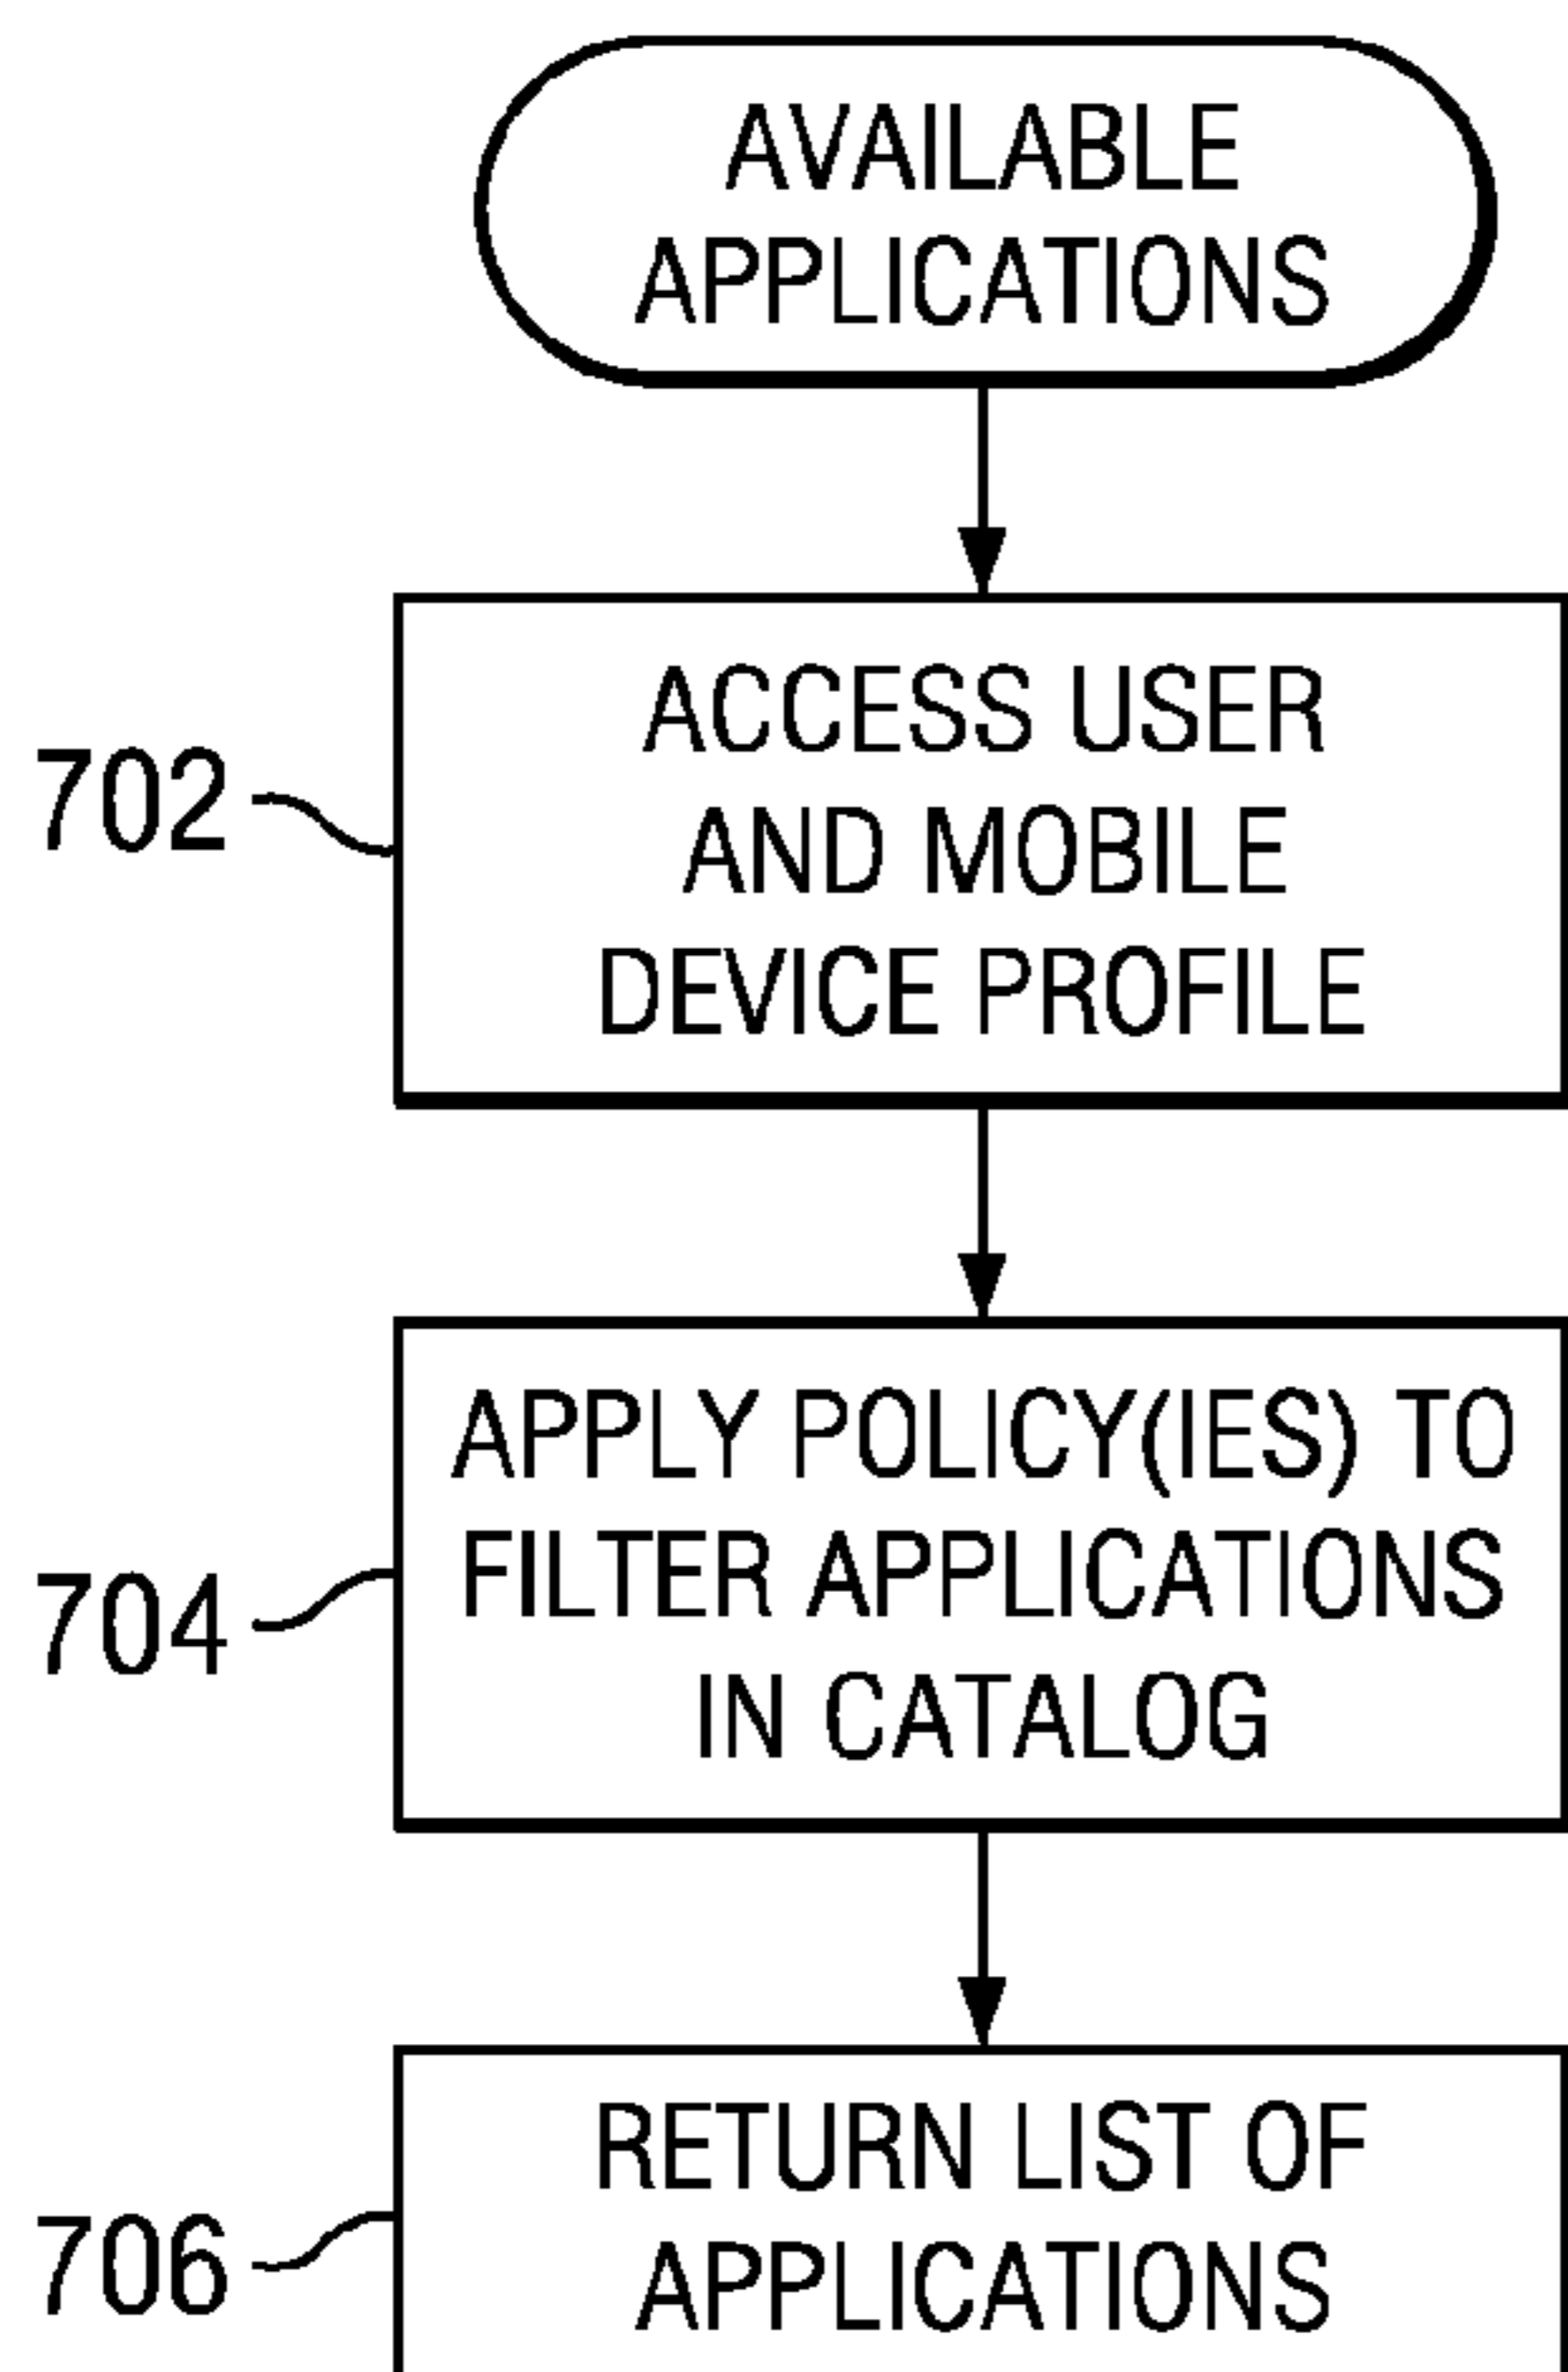 AVAILABLE
APPLICATIONS
702
ACCESS USER
AND MOBILE
DEVICE PROFILE
704
APPLY POLICY(IES) TO
FILTER APPLICATIONS
IN CATALOG
706
RETURN LIST OF
APPLICATIONS